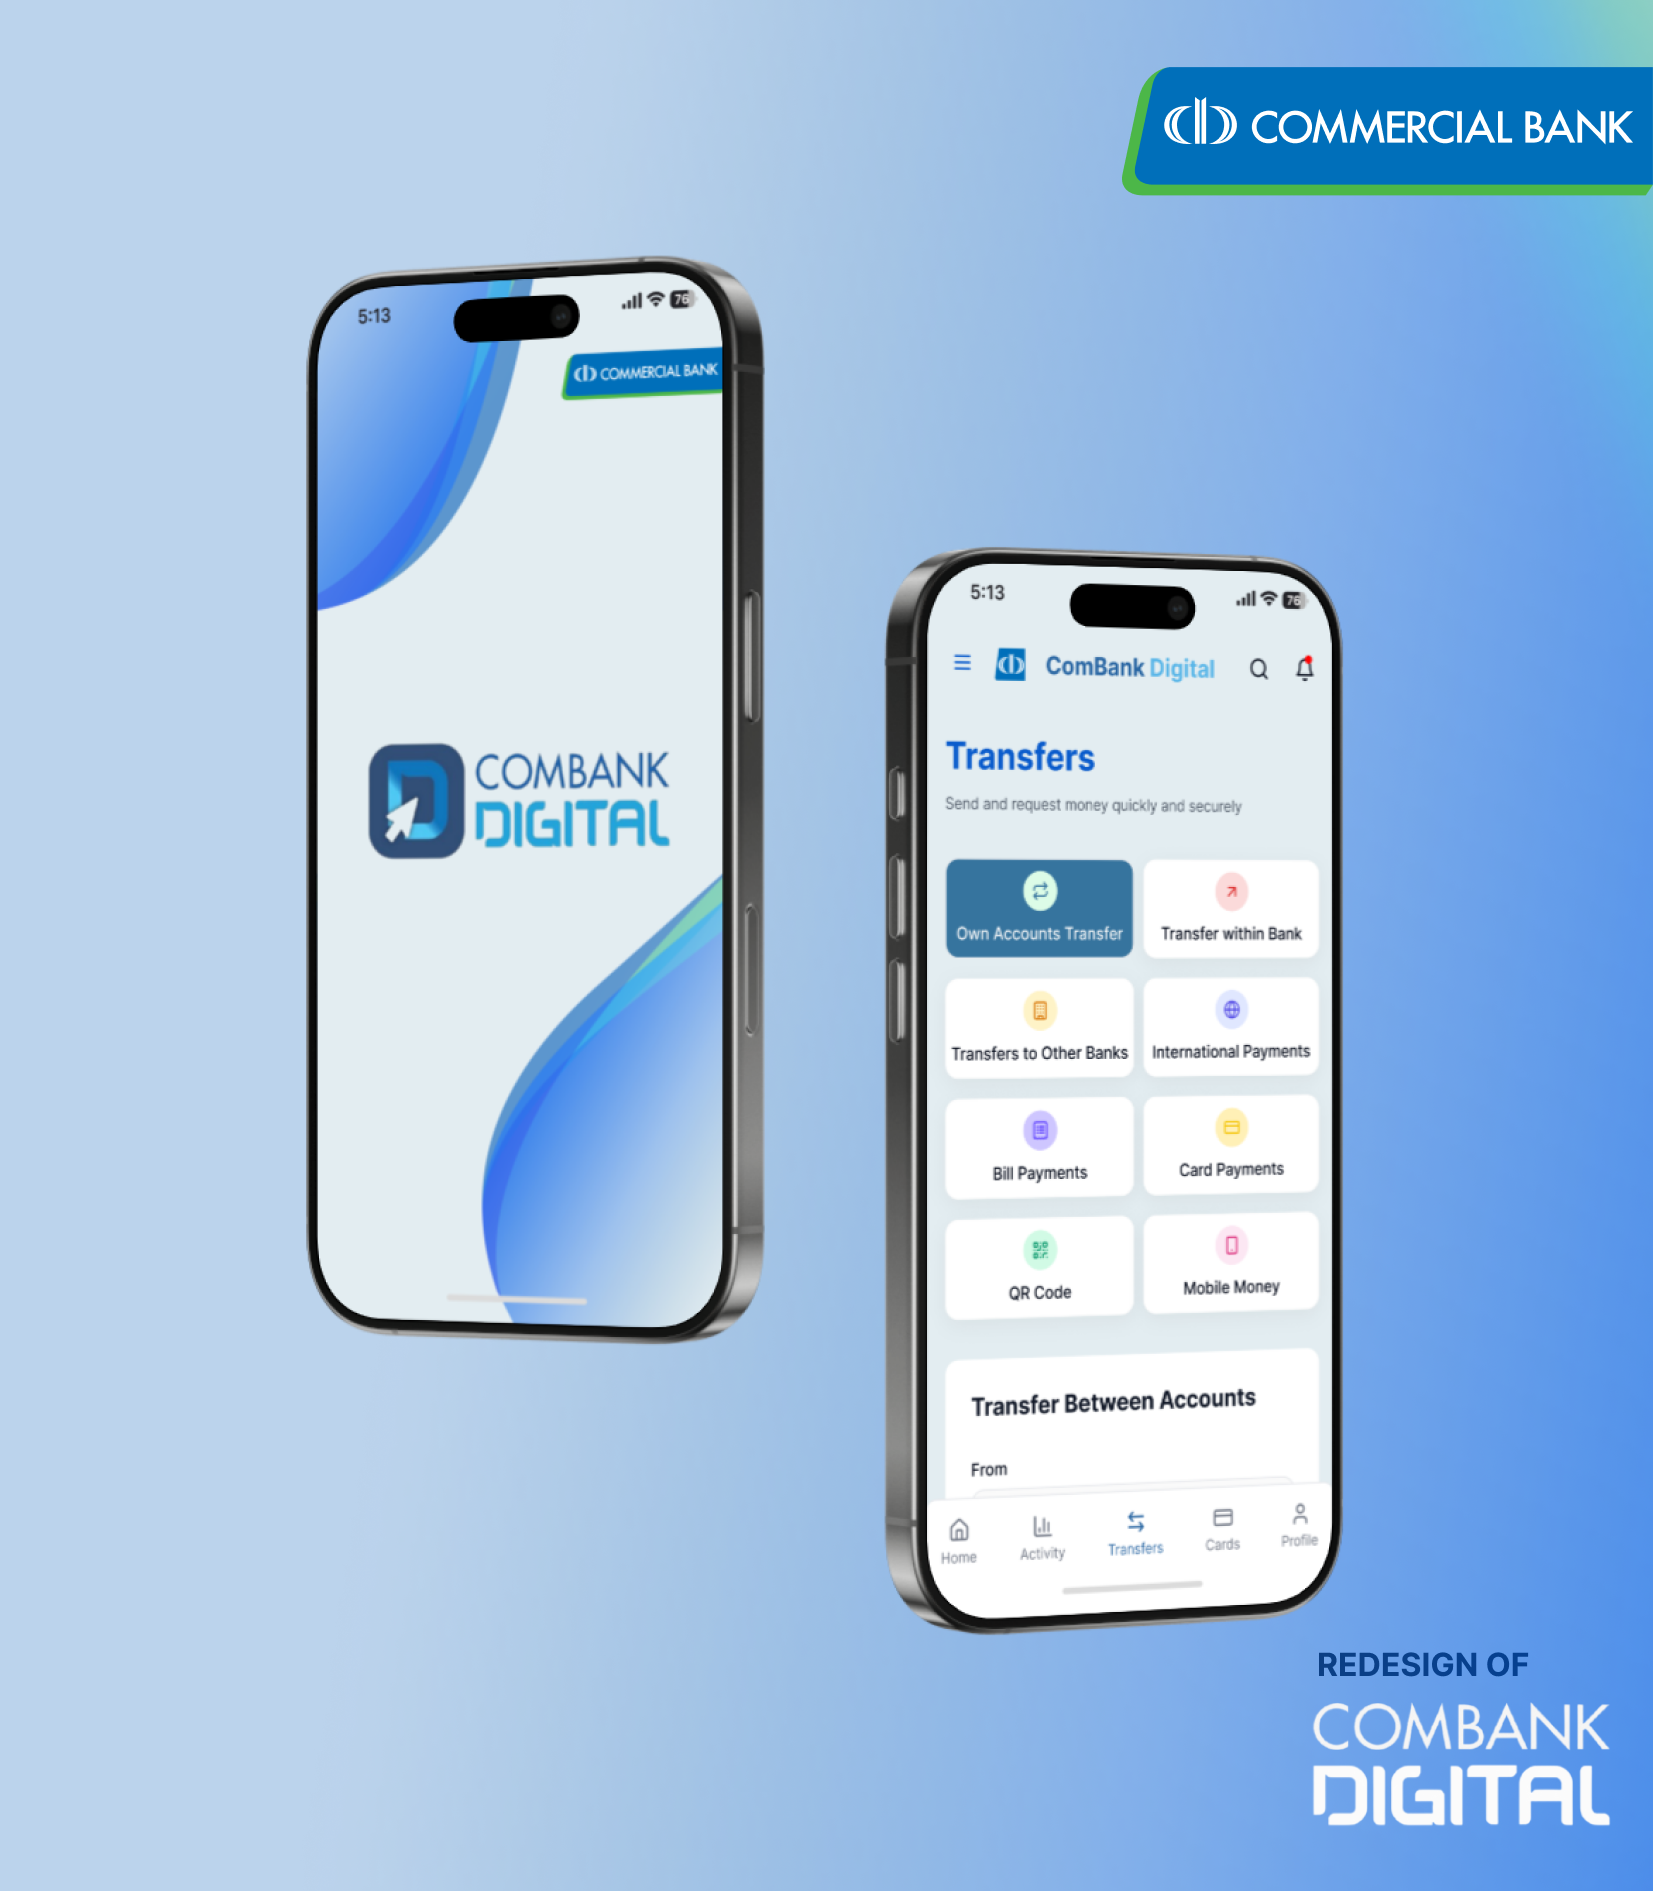 COMMERCIAL BANK
5:13
76
COMMERCIAL BANK
COMBANK
DIGITAL
5:13
76
ComBank Digital
Transfers
Send and request money quickly and securely
Own Accounts Transfer
Transfer within Bank
Transfers to Other Banks
International Payments
Bill Payments
Card Payments
QR Code
Mobile Money
Transfer Between Accounts
From
Home
Activity
Transfers
Cards
Profile
REDESIGN OF
COMBANK
DIGITAL